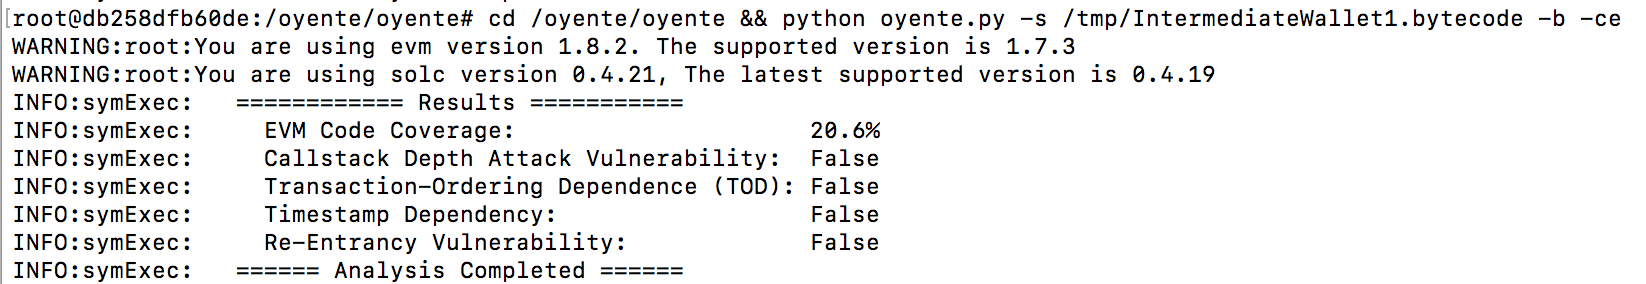 [root@db258dfb60de:/oyente/oyente# cd /oyente/oyente && python oyente.py -s /tmp/IntermediateWallet1.bytecode -b -ce
WARNING:root:You are using evm version 1.8.2. The supported version is 1.7.3
WARNING:root:You are using solc version 0.4.21, The latest supported version is 0.4.19
INFO:symExec:   ============ Results ===========
INFO:symExec:     EVM Code Coverage:                     20.6%
INFO:symExec:     Callstack Depth Attack Vulnerability:  False
INFO:symExec:     Transaction-Ordering Dependence (TOD): False
INFO:symExec:     Timestamp Dependency:                  False
INFO:symExec:     Re-Entrancy Vulnerability:             False
INFO:symExec:   ====== Analysis Completed ======